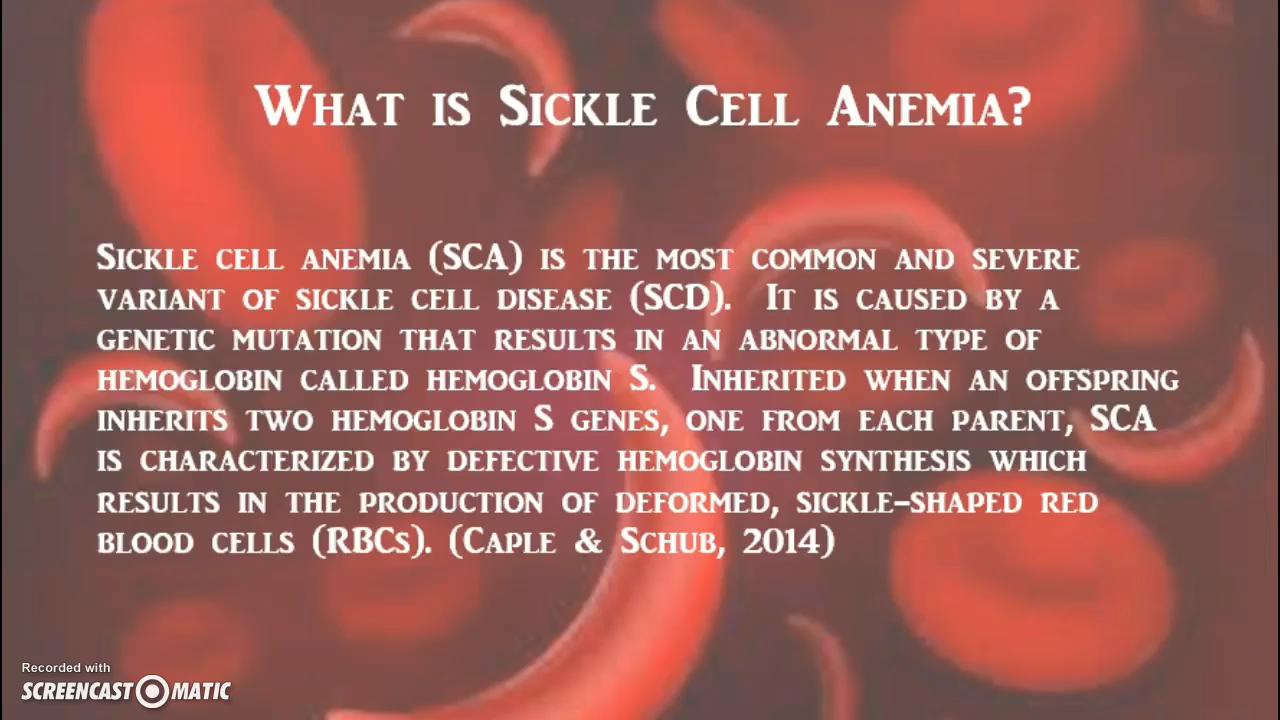 What is Sickle Cell Anemia?
Sickle cell anemia (SCA) is the most common and severe
variant of sickle cell disease (SCD).  It is caused by a
genetic mutation that results in an abnormal type of
hemoglobin called hemoglobin S.  Inherited when an offspring
inherits two hemoglobin S genes, one from each parent, SCA
is characterized by defective hemoglobin synthesis which
results in the production of deformed, sickle-shaped red
blood cells (RBCs). (Caple & Schub, 2014)
Recorded with
SCREENCAST MATIC